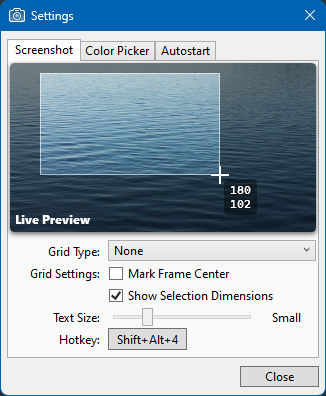 Settings
Screenshot Color Picker Autostart
180
102
Live Preview
Grid Type: None
Grid Settings: Mark Frame Center
Show Selection Dimensions
Text Size: Small
Hotkey: Shift+Alt+4
Close